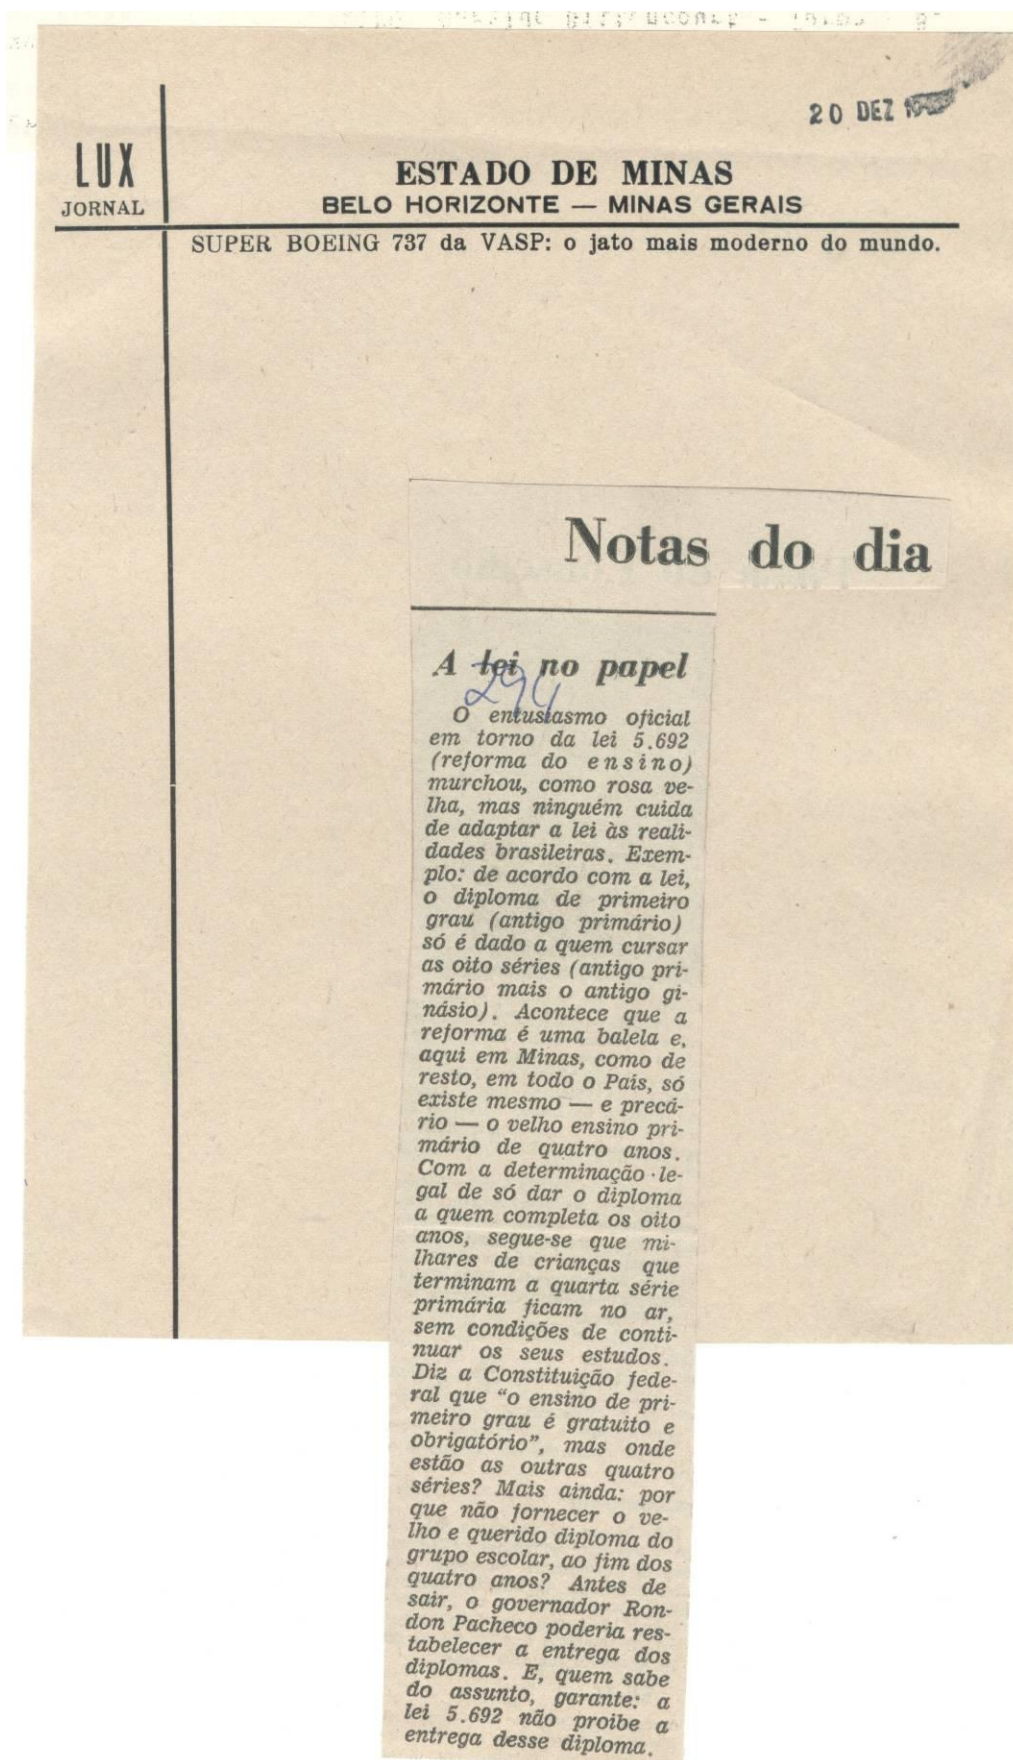 20 DEZ
LUX
JORNAL
ESTADO DE MINAS
BELO HORIZONTE — MINAS GERAIS
SUPER BOEING 737 da VASP: o jato mais moderno do mundo.
Notas do dia
A lei no papel
294
O entusiasmo oficial
em torno da lei 5.692
(reforma do ensino)
murchou, como rosa ve-
lha, mas ninguém cuida
de adaptar a lei às reali-
dades brasileiras. Exem-
plo: de acordo com a lei,
o diploma de primeiro
grau (antigo primário)
só é dado a quem cursar
as oito séries (antigo pri-
mário mais o antigo gi-
násio). Acontece que a
reforma é uma balela e,
aqui em Minas, como de
resto, em todo o País, só
existe mesmo — e precá-
rio — o velho ensino pri-
mário de quatro anos.
Com a determinação le-
gal de só dar o diploma
a quem completa os oito
anos, segue-se que mi-
lhares de crianças que
terminam a quarta série
primária ficam no ar,
sem condições de conti-
nuar os seus estudos.
Diz a Constituição fede-
ral que "o ensino de pri-
meiro grau é gratuito e
obrigatório", mas onde
estão as outras quatro
séries? Mais ainda: por
que não fornecer o ve-
lho e querido diploma do
grupo escolar, ao fim dos
quatro anos? Antes de
sair, o governador Ron-
don Pacheco poderia res-
tabelecer a entrega dos
diplomas. E, quem sabe
do assunto, garante: a
lei 5.692 não proibe a
entrega desse diploma.